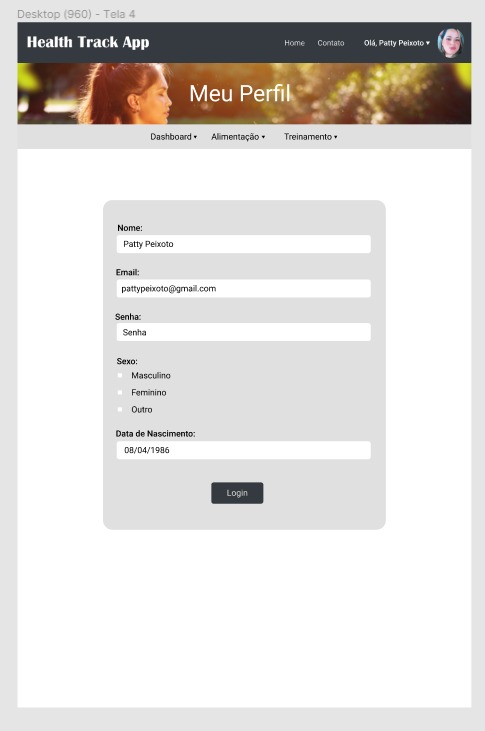 Desktop (960) - Tela 4
Health Track App
Home Contato Olá, Patty Peixoto ▾
Meu Perfil
Dashboard ▾ Alimentação ▾ Treinamento ▾
Nome:
Patty Peixoto
Email:
pattypeixoto@gmail.com
Senha:
Senha
Sexo:
Masculino
Feminino
Outro
Data de Nascimento:
08/04/1986
Login